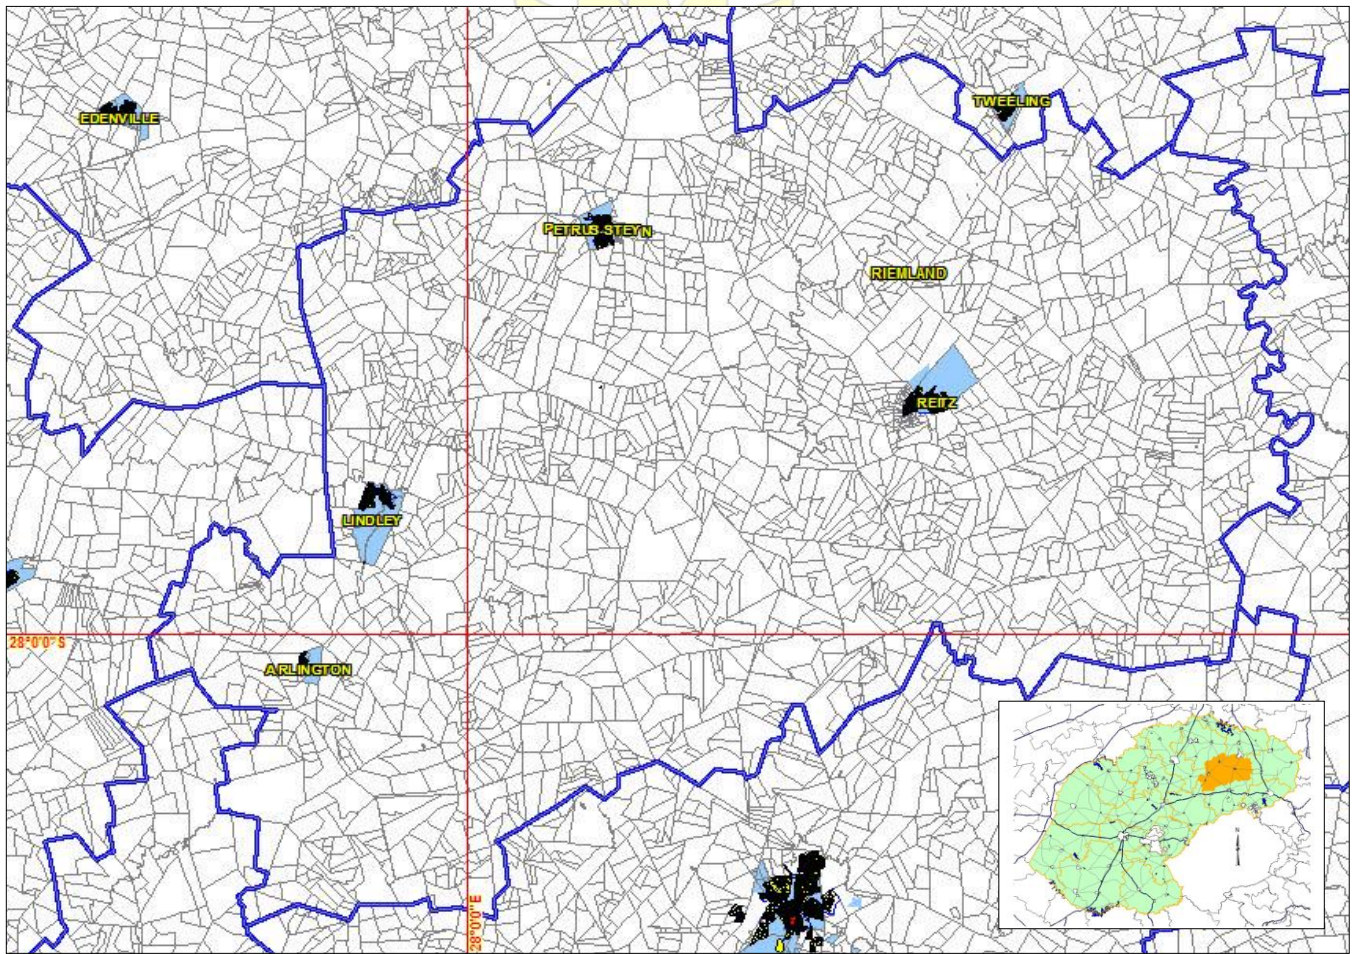 TWEELING
EDENVILLE
PETRUS STEYN
RIEMLAND
REITZ
LINDLEY
28°0'0"S
ARLINGTON
28°0'0"E
N